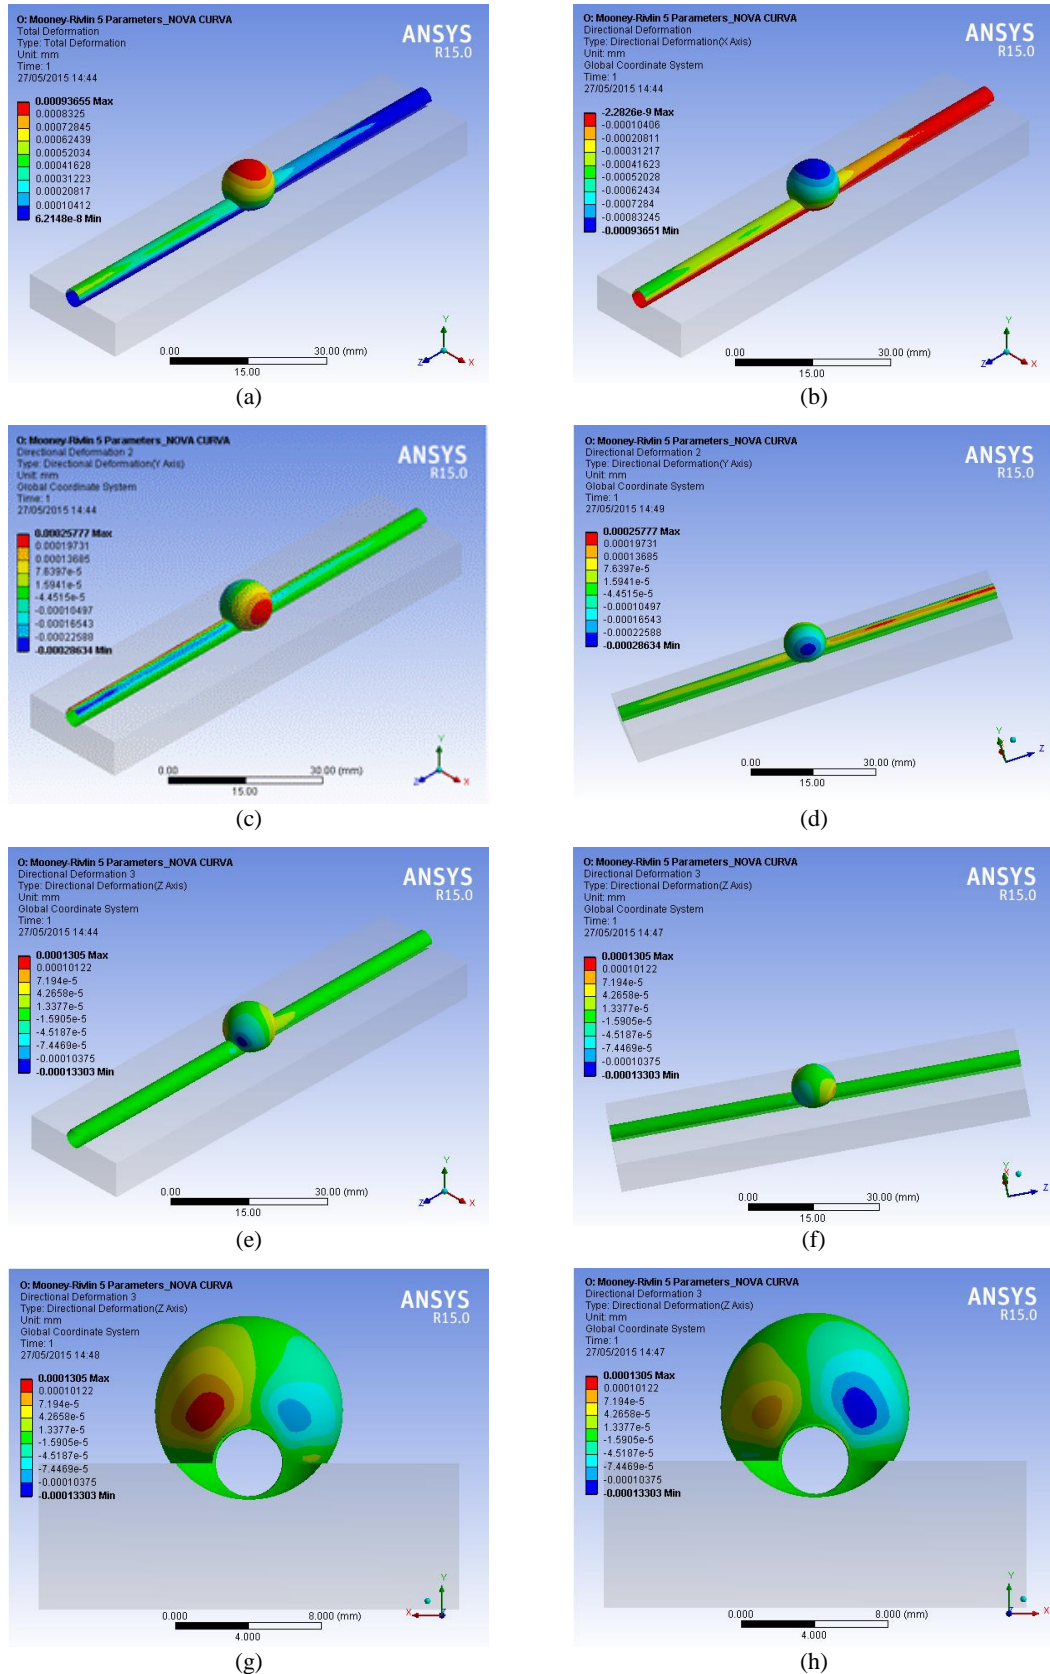 O: Mooney-Rivlin 5 Parameters_NOVA CURVA
Total Deformation
Type: Total Deformation
Unit: mm
Time: 1
27/05/2015 14:44
ANSYS
R15.0
0.00093655 Max
0.0008325
0.00072845
0.00062439
0.00052034
0.00041628
0.00031223
0.00020817
0.00010412
6.2148e-8 Min
0.00
30.00 (mm)
15.00
Y
Z
X
(a)
O: Mooney-Rivlin 5 Parameters_NOVA CURVA
Directional Deformation
Type: Directional Deformation(X Axis)
Unit: mm
Global Coordinate System
Time: 1
27/05/2015 14:44
ANSYS
R15.0
-2.2826e-9 Max
-0.00010406
-0.00020811
-0.00031217
-0.00041623
-0.00052028
-0.00062434
-0.0007284
-0.00083245
-0.00093651 Min
0.00
30.00 (mm)
15.00
Y
Z
X
(b)
O: Mooney-Rivlin 5 Parameters_NOVA CURVA
Directional Deformation 2
Type: Directional Deformation(Y Axis)
Unit: mm
Global Coordinate System
Time: 1
27/05/2015 14:44
ANSYS
R15.0
0.00025777 Max
0.00019731
0.00013685
7.6397e-5
1.5941e-5
-4.4515e-5
-0.00010497
-0.00016543
-0.00022588
-0.00028634 Min
0.00
30.00 (mm)
15.00
Y
Z
X
(c)
O: Mooney-Rivlin 5 Parameters_NOVA CURVA
Directional Deformation 2
Type: Directional Deformation(Y Axis)
Unit: mm
Global Coordinate System
Time: 1
27/05/2015 14:49
ANSYS
R15.0
0.00025777 Max
0.00019731
0.00013685
7.6397e-5
1.5941e-5
-4.4515e-5
-0.00010497
-0.00016543
-0.00022588
-0.00028634 Min
0.00
30.00 (mm)
15.00
Y
Z
(d)
O: Mooney-Rivlin 5 Parameters_NOVA CURVA
Directional Deformation 3
Type: Directional Deformation(Z Axis)
Unit: mm
Global Coordinate System
Time: 1
27/05/2015 14:44
ANSYS
R15.0
0.0001305 Max
0.00010122
7.194e-5
4.2658e-5
1.3377e-5
-1.5905e-5
-4.5187e-5
-7.4469e-5
-0.00010375
-0.00013303 Min
0.00
30.00 (mm)
15.00
Y
Z
X
(e)
O: Mooney-Rivlin 5 Parameters_NOVA CURVA
Directional Deformation 3
Type: Directional Deformation(Z Axis)
Unit: mm
Global Coordinate System
Time: 1
27/05/2015 14:47
ANSYS
R15.0
0.0001305 Max
0.00010122
7.194e-5
4.2658e-5
1.3377e-5
-1.5905e-5
-4.5187e-5
-7.4469e-5
-0.00010375
-0.00013303 Min
0.00
30.00 (mm)
15.00
Y
X
Z
(f)
O: Mooney-Rivlin 5 Parameters_NOVA CURVA
Directional Deformation 3
Type: Directional Deformation(Z Axis)
Unit: mm
Global Coordinate System
Time: 1
27/05/2015 14:48
ANSYS
R15.0
0.0001305 Max
0.00010122
7.194e-5
4.2658e-5
1.3377e-5
-1.5905e-5
-4.5187e-5
-7.4469e-5
-0.00010375
-0.00013303 Min
0.000
8.000 (mm)
4.000
Y
X
Z
(g)
O: Mooney-Rivlin 5 Parameters_NOVA CURVA
Directional Deformation 3
Type: Directional Deformation(Z Axis)
Unit: mm
Global Coordinate System
Time: 1
27/05/2015 14:47
ANSYS
R15.0
0.0001305 Max
0.00010122
7.194e-5
4.2658e-5
1.3377e-5
-1.5905e-5
-4.5187e-5
-7.4469e-5
-0.00010375
-0.00013303 Min
0.000
8.000 (mm)
4.000
Y
Z
X
(h)